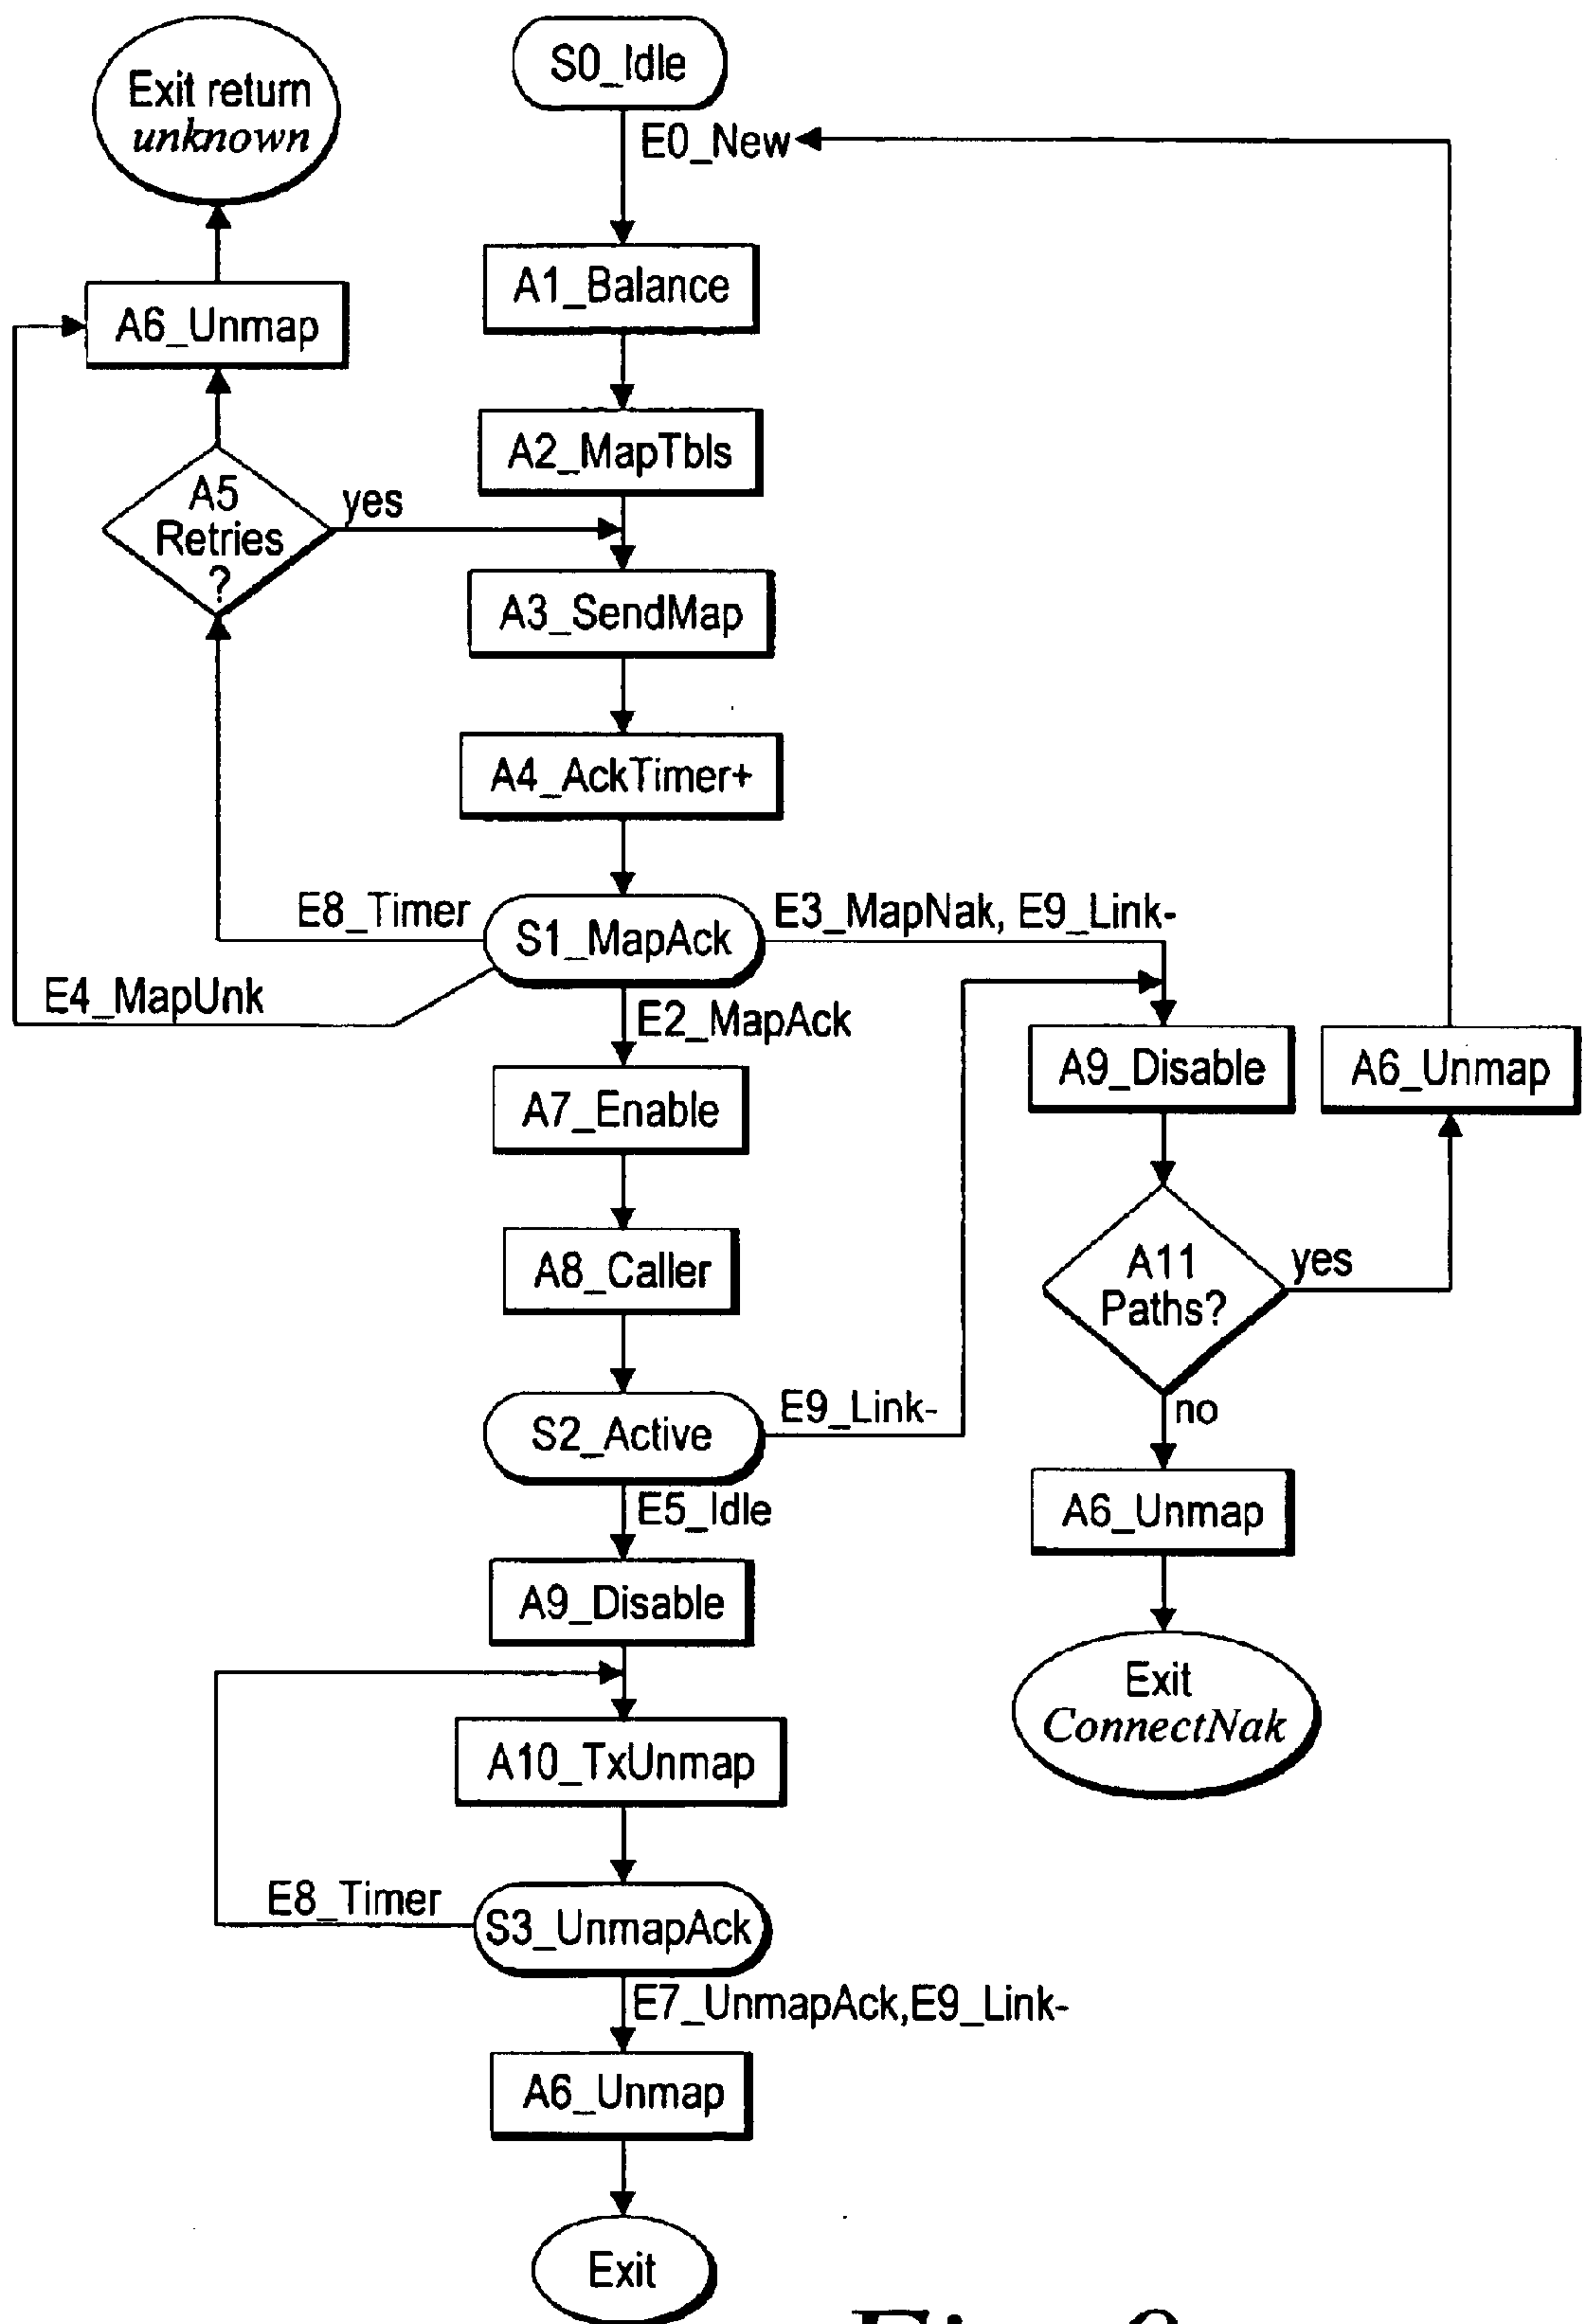 Exit return
unknown
S0_Idle
E0_New
A1_Balance
A6_Unmap
A2_MapTbls
A5
Retries
?
yes
A3_SendMap
A4_AckTimer+
E8_Timer
S1_MapAck
E3_MapNak, E9_Link-
E4_MapUnk
E2_MapAck
A7_Enable
A9_Disable
A6_Unmap
A8_Caller
A11
Paths?
yes
no
S2_Active
E9_Link-
E5_Idle
A6_Unmap
A9_Disable
Exit
ConnectNak
A10_TxUnmap
E8_Timer
S3_UnmapAck
E7_UnmapAck,E9_Link-
A6_Unmap
Exit